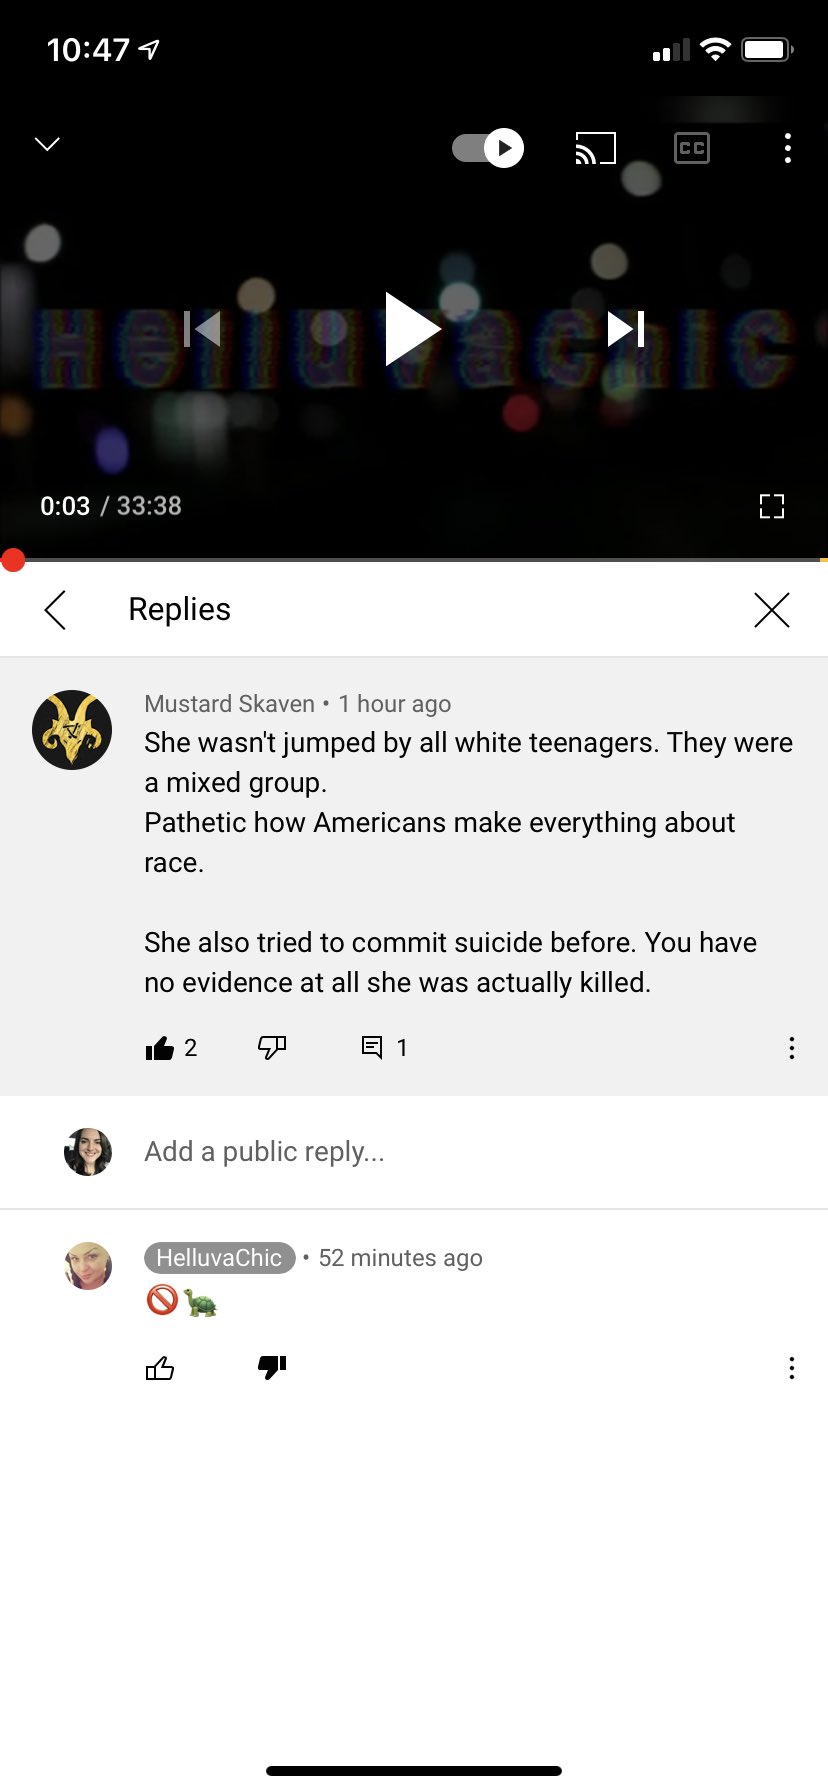 10:47
CC
Helluvachic
0:03 / 33:38
Replies
Mustard Skaven • 1 hour ago
She wasn't jumped by all white teenagers. They were
a mixed group.
Pathetic how Americans make everything about
race.
She also tried to commit suicide before. You have
no evidence at all she was actually killed.
2
1
Add a public reply...
HelluvaChic • 52 minutes ago
🚫🐢